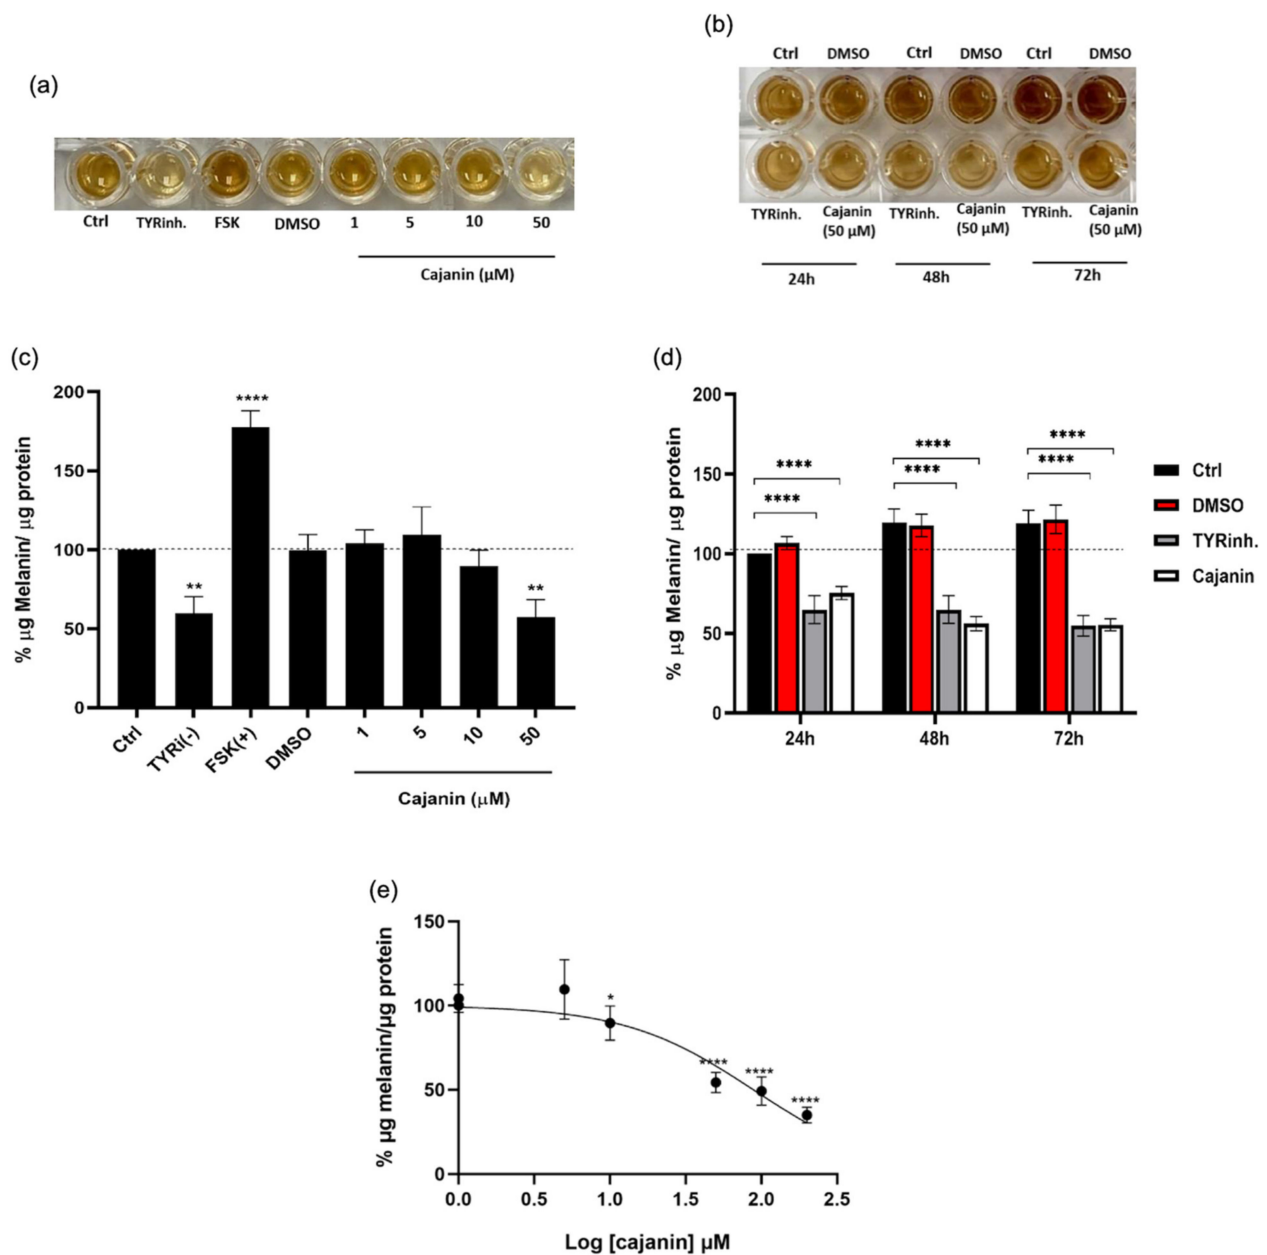 (a)
Ctrl TYRinh. FSK DMSO 1 5 10 50
Cajanin (µM)
(b)
Ctrl DMSO Ctrl DMSO Ctrl DMSO
TYRinh. Cajanin (50 µM) TYRinh. Cajanin (50 µM) TYRinh. Cajanin (50 µM)
24h 48h 72h
(c)
% µg Melanin/ µg protein
200
150
100
50
0
****
**
**
Ctrl TYRi(-) FSK(+) DMSO 1 5 10 50
Cajanin (µM)
(d)
% µg Melanin/ µg protein
200
150
100
50
0
**** **** ****
**** **** ****
24h 48h 72h
Ctrl
DMSO
TYRinh.
Cajanin
(e)
% µg melanin/µg protein
150
100
50
0
*
****
****
****
0.0 0.5 1.0 1.5 2.0 2.5
Log [cajanin] µM